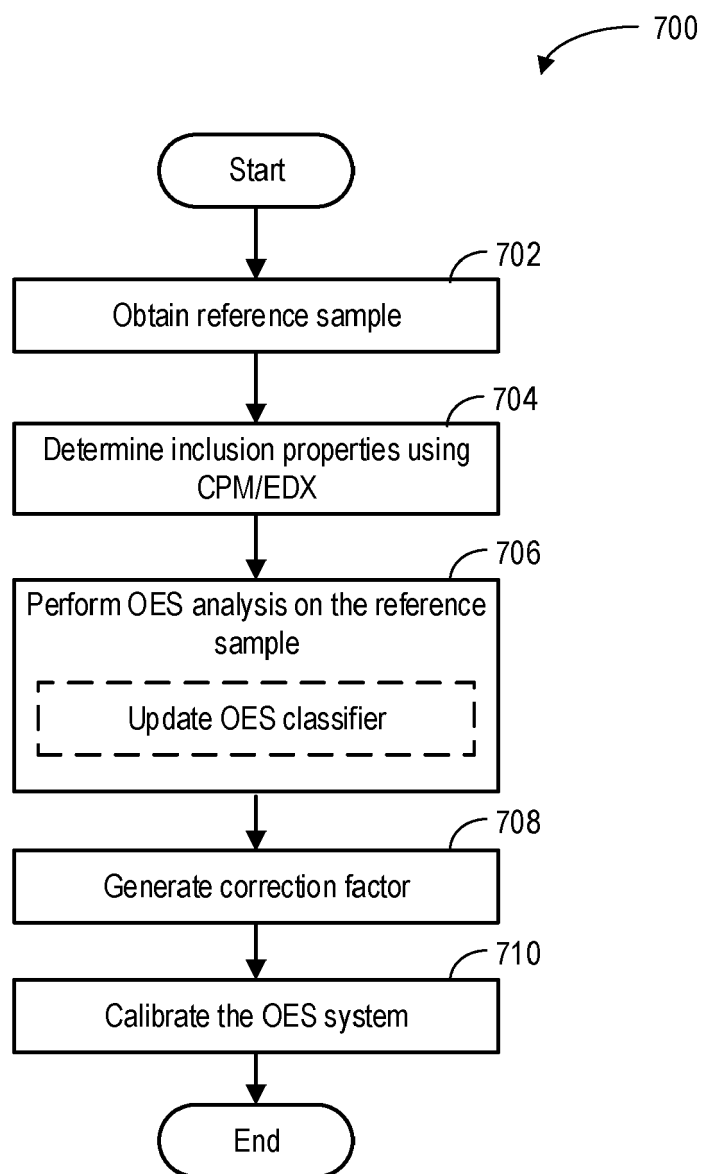 700
Start
702
Obtain reference sample
704
Determine inclusion properties using
CPM/EDX
706
Perform OES analysis on the reference
sample
Update OES classifier
708
Generate correction factor
710
Calibrate the OES system
End